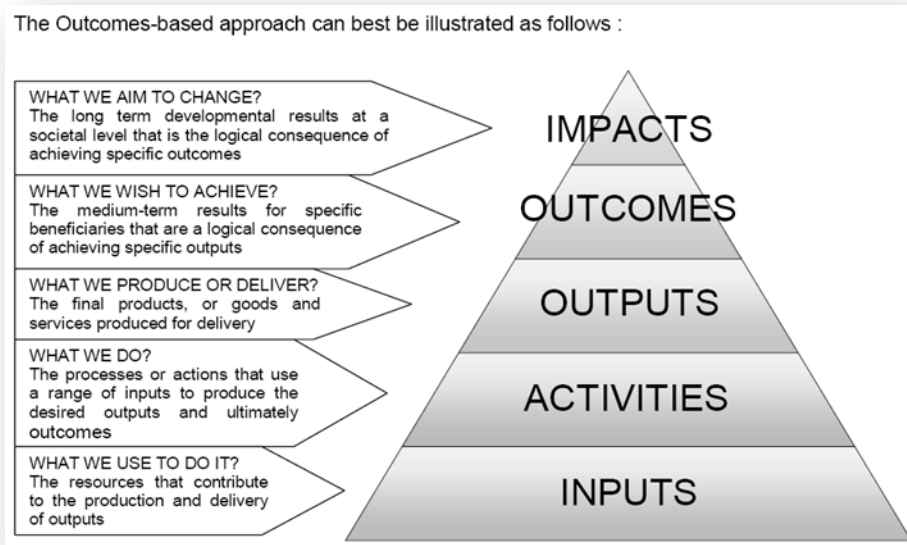 The Outcomes-based approach can best be illustrated as follows :
WHAT WE AIM TO CHANGE?
The long term developmental results at a
societal level that is the logical consequence of
achieving specific outcomes
IMPACTS
WHAT WE WISH TO ACHIEVE?
The medium-term results for specific
beneficiaries that are a logical consequence
of achieving specific outputs
OUTCOMES
WHAT WE PRODUCE OR DELIVER?
The final products, or goods and
services produced for delivery
OUTPUTS
WHAT WE DO?
The processes or actions that use
a range of inputs to produce the
desired outputs and ultimately
outcomes
ACTIVITIES
WHAT WE USE TO DO IT?
The resources that contribute
to the production and delivery
of outputs
INPUTS